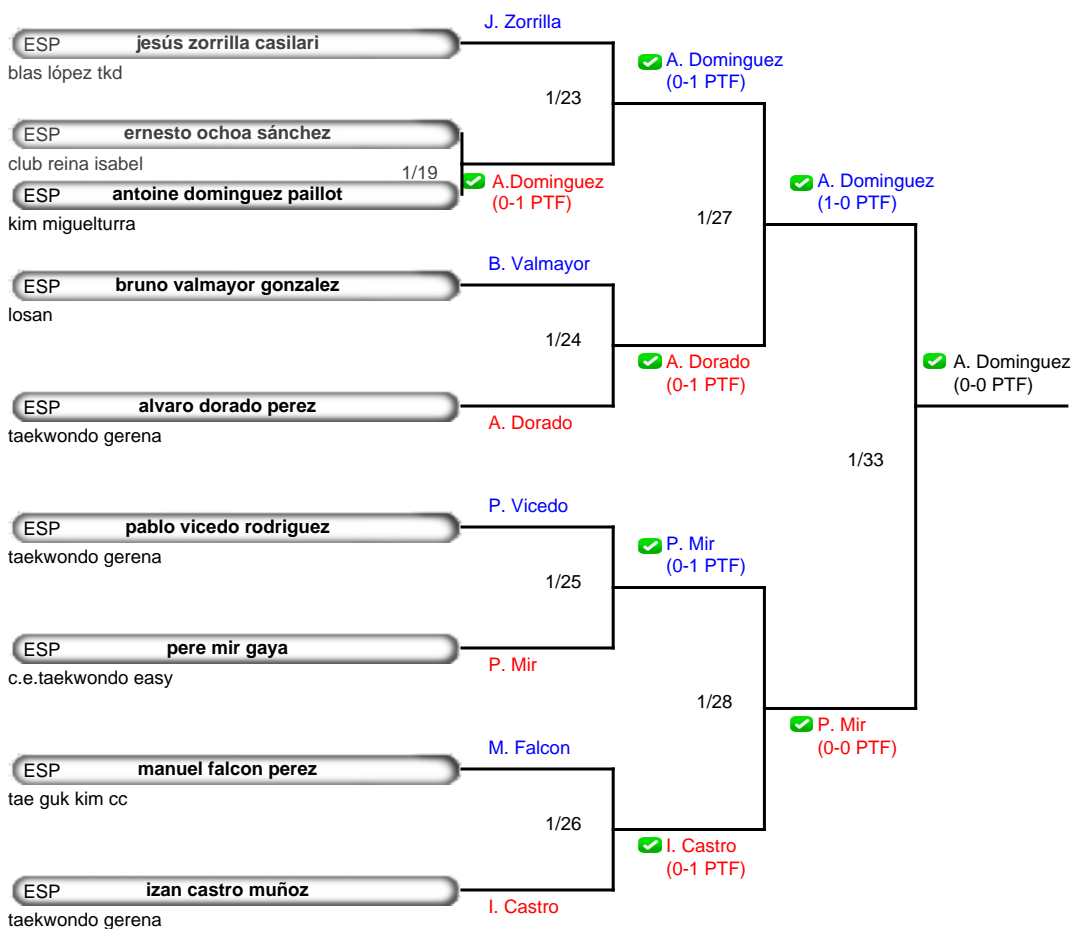 J. Zorrilla
ESP jesús zorrilla casilari
blas lópez tkd
A. Dominguez
(0-1 PTF)
1/23
ESP ernesto ochoa sánchez
club reina isabel
1/19
A.Dominguez
(0-1 PTF)
A. Dominguez
(1-0 PTF)
ESP antoine dominguez paillot
kim miguelturra
1/27
B. Valmayor
ESP bruno valmayor gonzalez
losan
1/24
A. Dorado
(0-1 PTF)
A. Dominguez
(0-0 PTF)
ESP alvaro dorado perez
taekwondo gerena
A. Dorado
1/33
P. Vicedo
ESP pablo vicedo rodriguez
taekwondo gerena
P. Mir
(0-1 PTF)
1/25
ESP pere mir gaya
c.e.taekwondo easy
P. Mir
1/28
P. Mir
(0-0 PTF)
M. Falcon
ESP manuel falcon perez
tae guk kim cc
1/26
I. Castro
(0-1 PTF)
ESP izan castro muñoz
taekwondo gerena
I. Castro